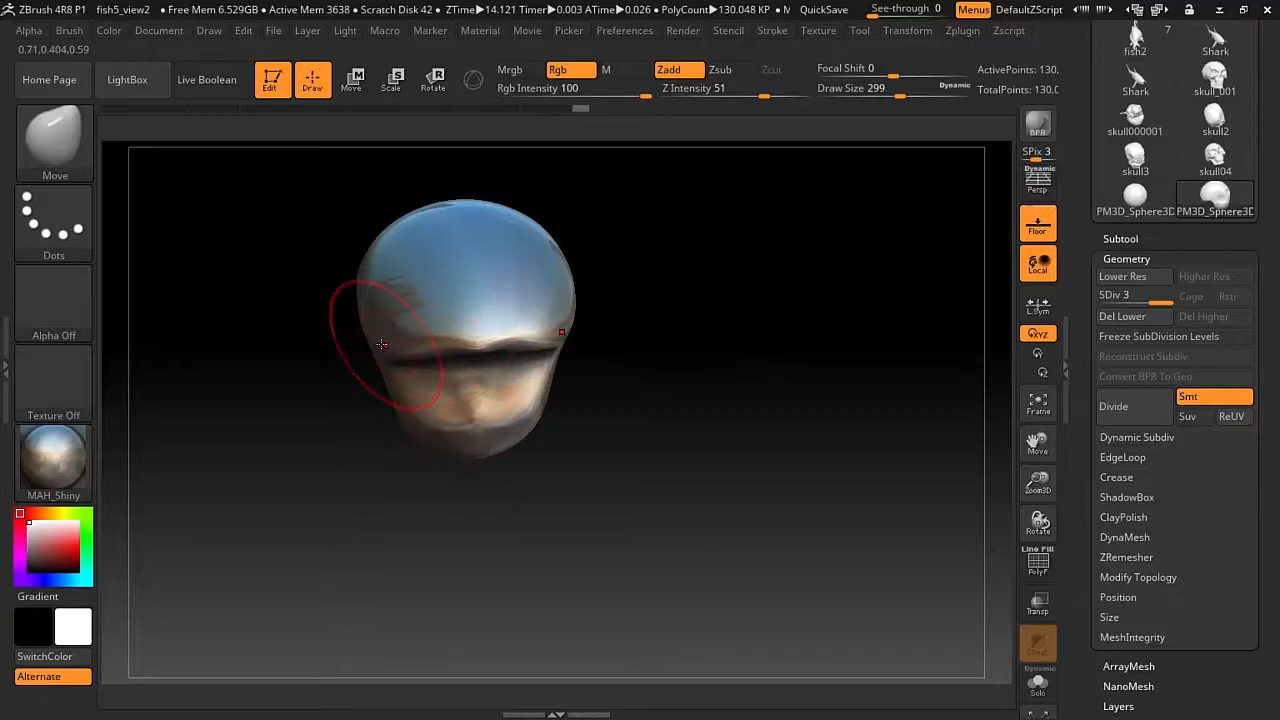 ZBrush 4R8 P1 fish5_view2 • Free Mem 6.529GB • Active Mem 3638 • Scratch Disk 42 • ZTime▶14.121 Timer▶0.003 ATime▶0.026 • PolyCount▶130.048 KP • M QuickSave See-through 0 Menus DefaultZScript
Alpha Brush Color Document Draw Edit File Layer Light Macro Marker Material Movie Picker Preferences Render Stencil Stroke Texture Tool Transform Zplugin Zscript
0.71,0.404,0.59
Home Page LightBox Live Boolean Edit Draw Move Scale Rotate
Mrgb Rgb M Zadd Zsub Zcut Focal Shift 0 ActivePoints: 130,
Rgb Intensity 100 Z Intensity 51 Draw Size 299 Dynamic TotalPoints: 130,0
Move
Dots
Alpha Off
Texture Off
MAH_Shiny
Gradient
SwitchColor
Alternate
BPR
SPix 3
Dynamic
Persp
Floor
Local
L.Sym
XYZ
Frame
Move
Zoom3D
Rotate
Line Fill
PolyF
Transp
Dynamic
Solo
fish2 7 Shark
Shark skull_001
skull000001 skull2
skull3 skull04
PM3D_Sphere3D PM3D_Sphere3D
Subtool
Geometry
Lower Res Higher Res
SDiv 3 Cage Rstr
Del Lower Del Higher
Freeze SubDivision Levels
Reconstruct Subdiv
Convert BPR To Geo
Divide Smt
Suv ReUV
Dynamic Subdiv
EdgeLoop
Crease
ShadowBox
ClayPolish
DynaMesh
ZRemesher
Modify Topology
Position
Size
MeshIntegrity
ArrayMesh
NanoMesh
Layers